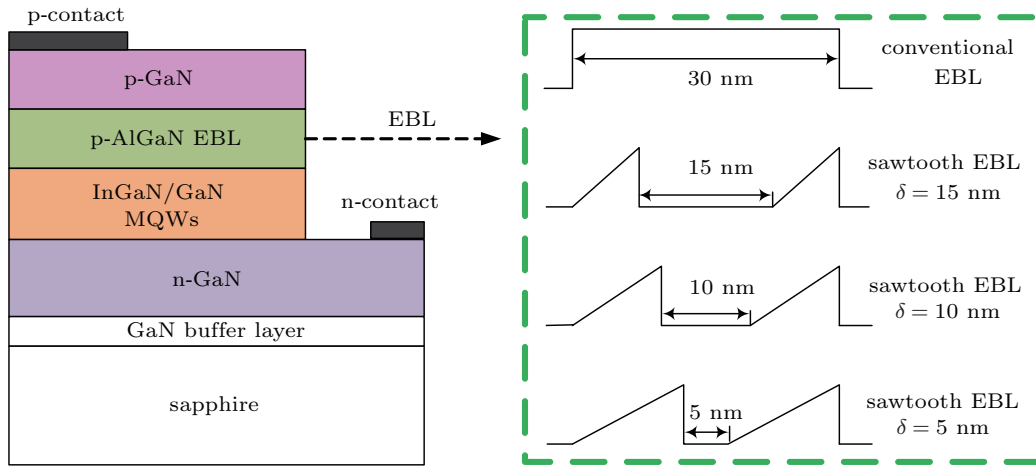 p-contact
p-GaN
p-AlGaN EBL
InGaN/GaN
MQWs
n-contact
n-GaN
GaN buffer layer
sapphire
EBL
conventional
EBL
30 nm
sawtooth EBL
δ = 15 nm
15 nm
sawtooth EBL
δ = 10 nm
10 nm
sawtooth EBL
δ = 5 nm
5 nm